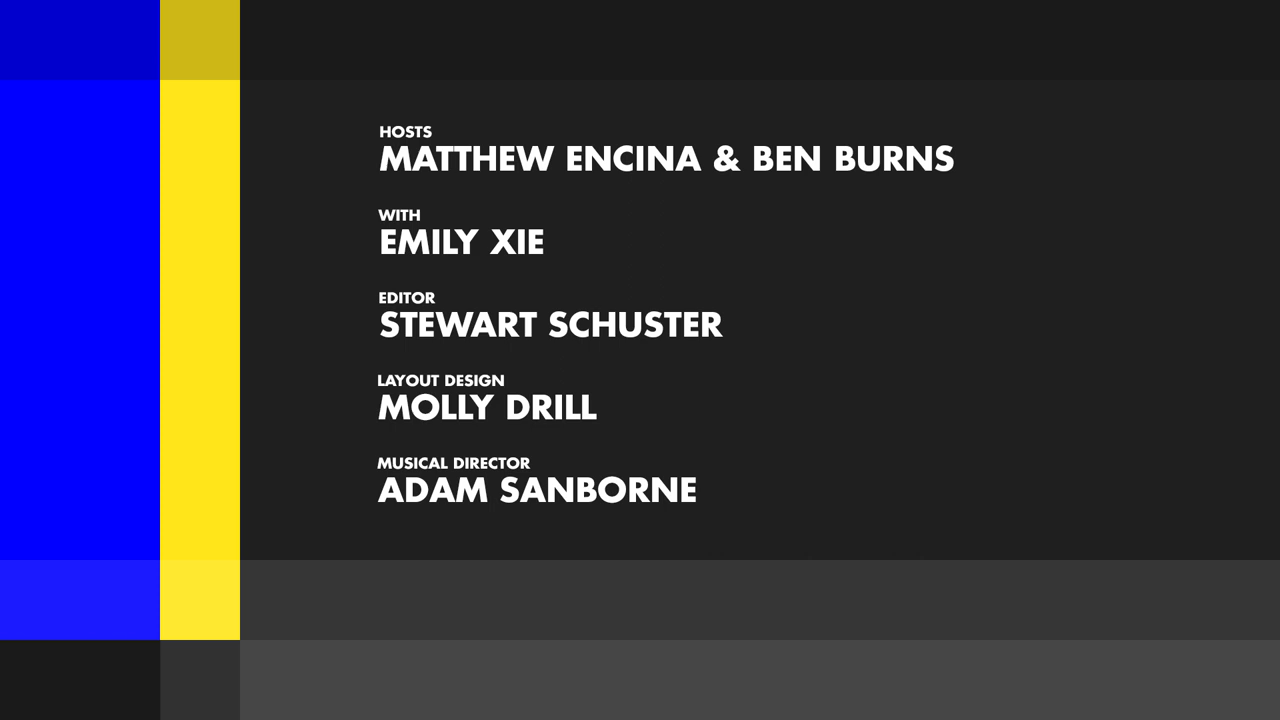 HOSTS
MATTHEW ENCINA & BEN BURNS
WITH
EMILY XIE
EDITOR
STEWART SCHUSTER
LAYOUT DESIGN
MOLLY DRILL
MUSICAL DIRECTOR
ADAM SANBORNE